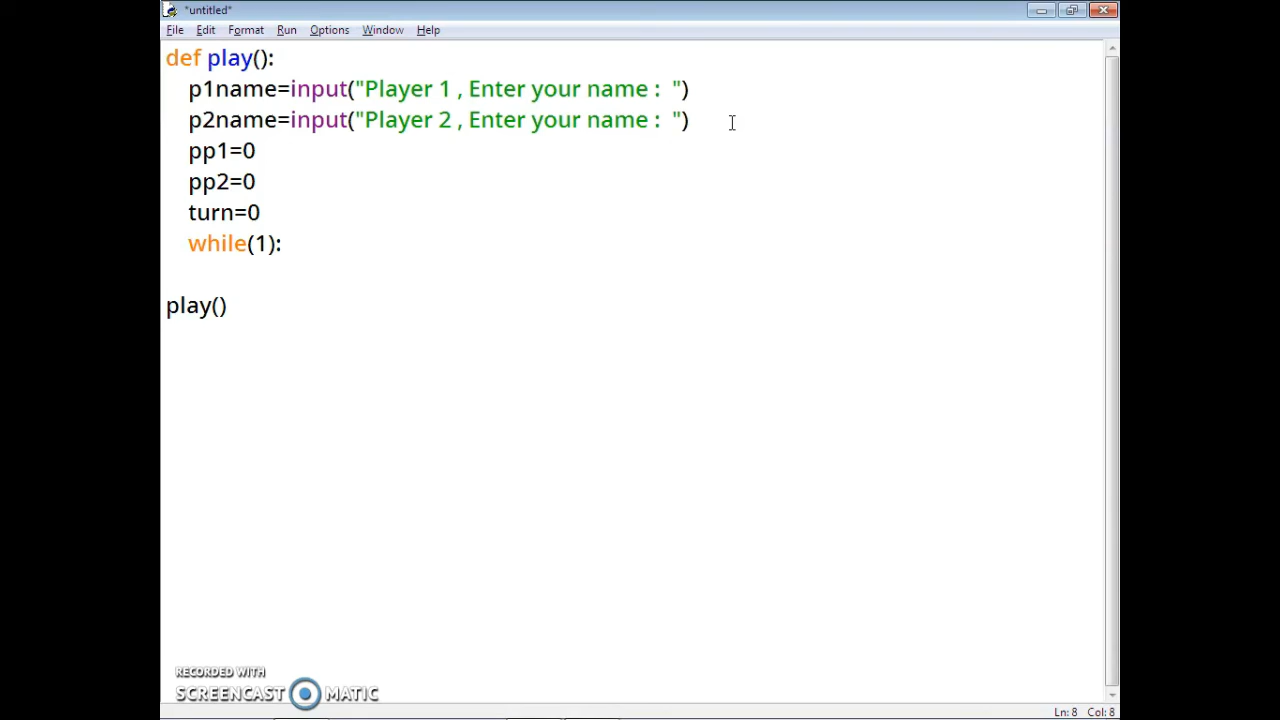 *untitled*
File Edit Format Run Options Window Help
def play():
    p1name=input("Player 1 , Enter your name :  ")
    p2name=input("Player 2 , Enter your name :  ")
    pp1=0
    pp2=0
    turn=0
    while(1):
play()
RECORDED WITH
SCREENCAST MATIC
Ln: 8 Col: 8